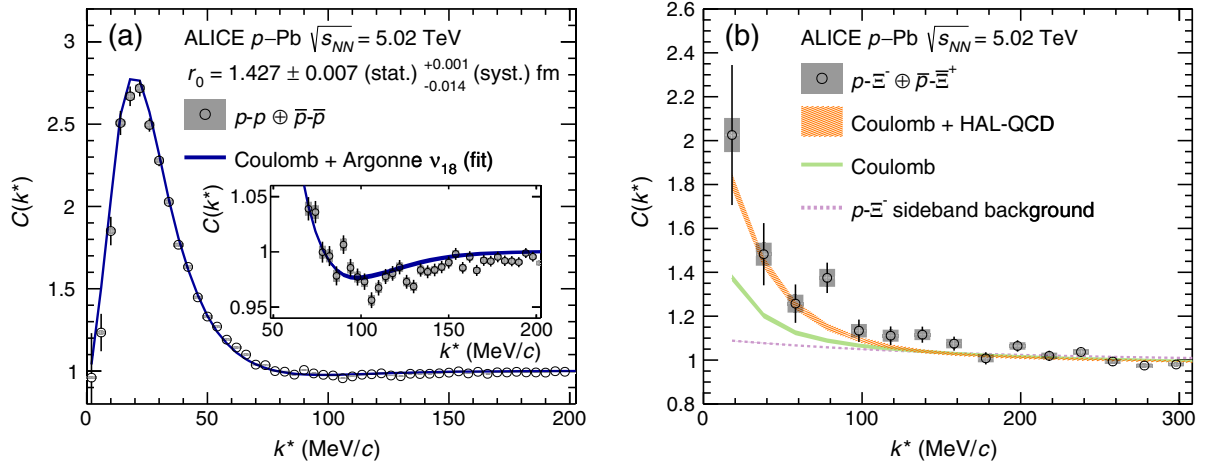 (a)
ALICE p–Pb √s_NN = 5.02 TeV
r_0 = 1.427 ± 0.007 (stat.) +0.001 -0.014 (syst.) fm
p-p ⊕ p̅-p̅
Coulomb + Argonne ν_18 (fit)
C(k*)
3
2.5
2
1.5
1
0 50 100 150 200
k* (MeV/c)
C(k*)
1.05
1
0.95
50 100 150 200
k* (MeV/c)
(b)
ALICE p–Pb √s_NN = 5.02 TeV
p-Ξ⁻ ⊕ p̅-Ξ̅⁺
Coulomb + HAL-QCD
Coulomb
p-Ξ⁻ sideband background
C(k*)
2.6
2.4
2.2
2
1.8
1.6
1.4
1.2
1
0.8
0 100 200 300
k* (MeV/c)